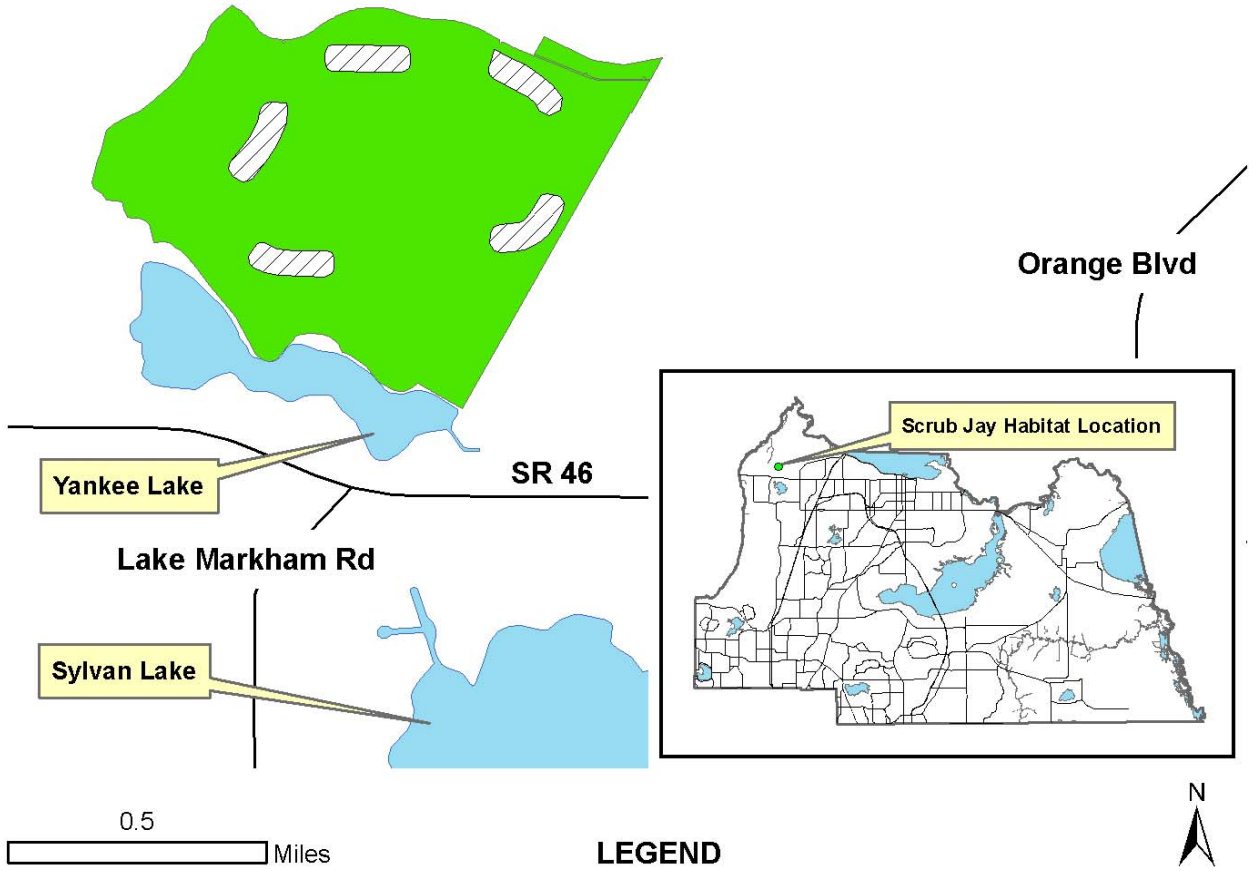 Orange Blvd
Scrub Jay Habitat Location
Yankee Lake
SR 46
Lake Markham Rd
Sylvan Lake
0.5
Miles
LEGEND
N